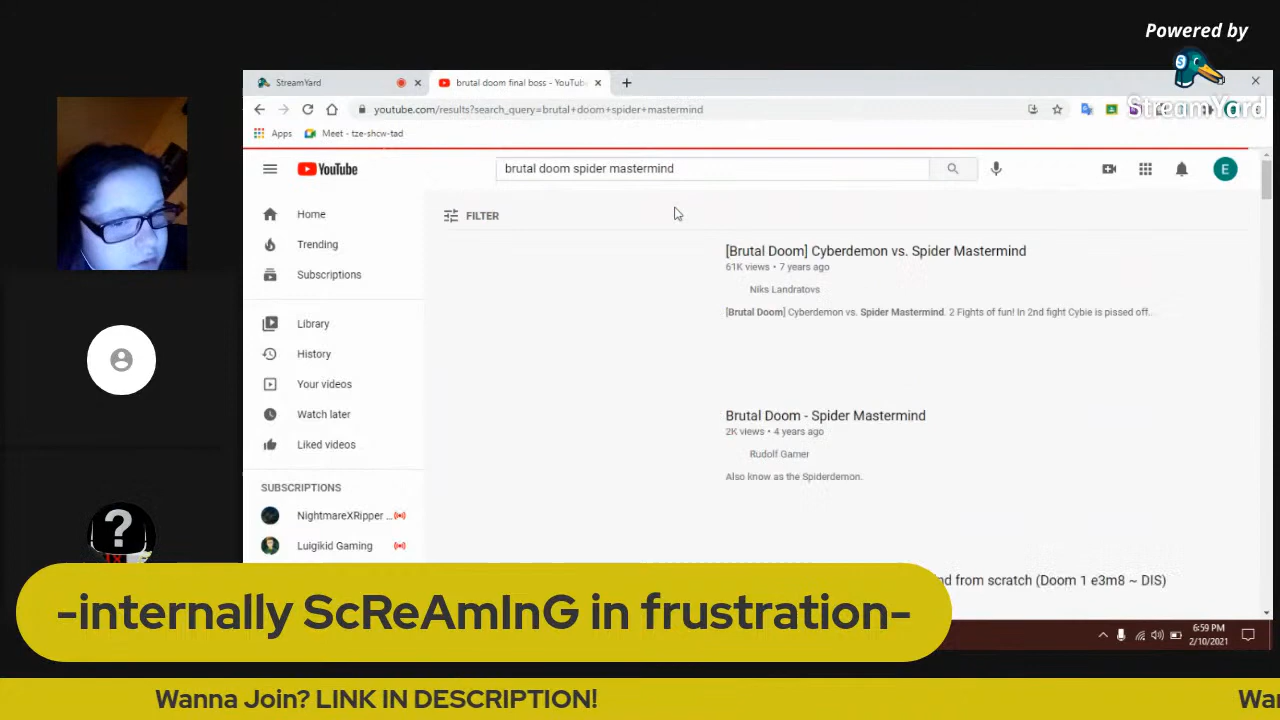 Powered by
StreamYard
StreamYard
brutal doom final boss - YouTub
youtube.com/results?search_query=brutal+doom+spider+mastermind
Apps
Meet - tze-shcw-tad
YouTube
brutal doom spider mastermind
E
Home
Trending
Subscriptions
Library
History
Your videos
Watch later
Liked videos
SUBSCRIPTIONS
NightmareXRipper ...
Luigikid Gaming
FILTER
[Brutal Doom] Cyberdemon vs. Spider Mastermind
61K views • 7 years ago
Niks Landratovs
[Brutal Doom] Cyberdemon vs. Spider Mastermind. 2 Fights of fun! In 2nd fight Cybie is pissed off...
Brutal Doom - Spider Mastermind
2K views • 4 years ago
Rudolf Gamer
Also know as the Spiderdemon.
nd from scratch (Doom 1 e3m8 ~ DIS)
?
-internally ScReAmInG in frustration-
6:59 PM
2/10/2021
Wanna Join? LINK IN DESCRIPTION!
Wa